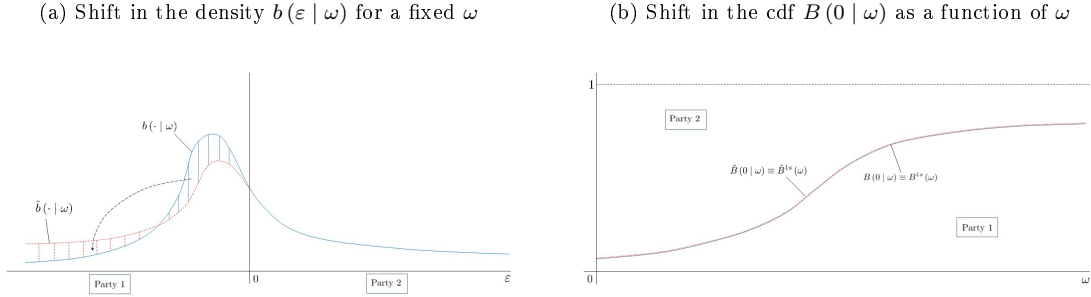 (a) Shift in the density b (ε | ω) for a fixed ω
b (· | ω)
b̃ (· | ω)
Party 1
0
Party 2
ε
(b) Shift in the cdf B (0 | ω) as a function of ω
1
Party 2
B̃ (0 | ω) ≡ B̃¹ˢ (ω)
B (0 | ω) ≡ B¹ˢ (ω)
Party 1
0
ω